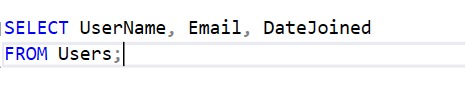 SELECT UserName, Email, DateJoined
FROM Users;